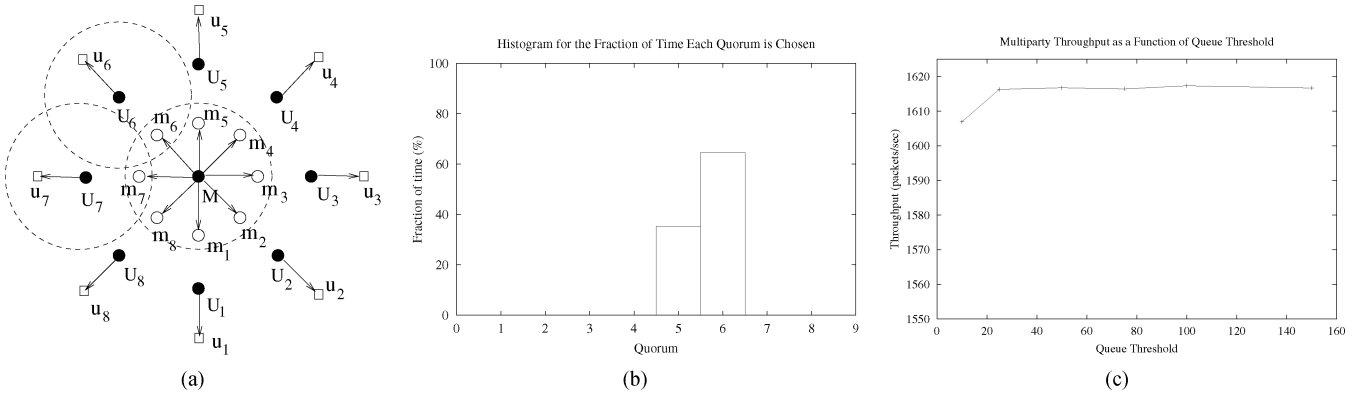 u5
U5
u6
U6
u4
U4
m6
m5
m4
u7
U7
m7
M
m3
U3
u3
m8
m1
m2
U8
u8
U1
u1
U2
u2
(a)
Histogram for the Fraction of Time Each Quorum is Chosen
Fraction of time (%)
100
80
60
40
20
0
0 1 2 3 4 5 6 7 8 9
Quorum
(b)
Multiparty Throughput as a Function of Queue Threshold
Throughput (packets/sec)
1620
1610
1600
1590
1580
1570
1560
1550
0 20 40 60 80 100 120 140 160
Queue Threshold
(c)